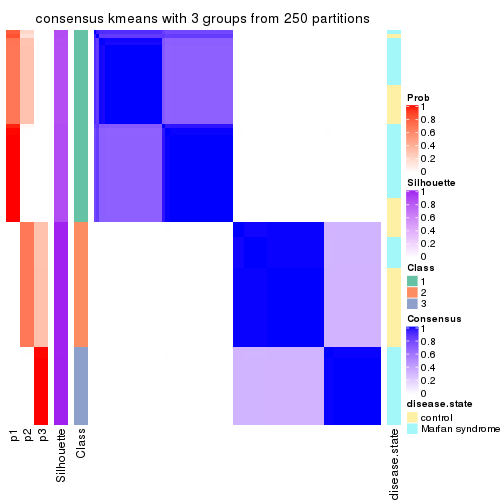 consensus kmeans with 3 groups from 250 partitions
Prob
1
0.8
0.6
0.4
0.2
0
Silhouette
1
0.8
0.6
0.4
0.2
0
Class
1
2
3
Consensus
1
0.8
0.6
0.4
0.2
0
disease.state
control
Marfan syndrome
p1
p2
p3
Silhouette
Class
disease.state